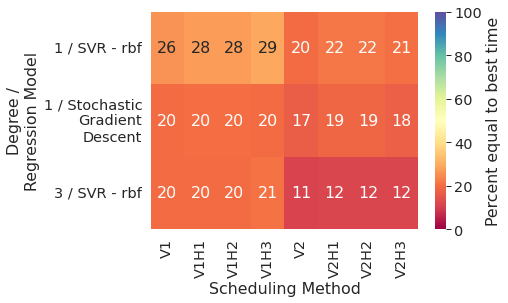 Degree /
Regression Model
1 / SVR - rbf
26 28 28 29 20 22 22 21
1 / Stochastic
Gradient
Descent
20 20 20 20 17 19 19 18
3 / SVR - rbf
20 20 20 21 11 12 12 12
V1 V1H1 V1H2 V1H3 V2 V2H1 V2H2 V2H3
Scheduling Method
100
80
60
40
20
0
Percent equal to best time